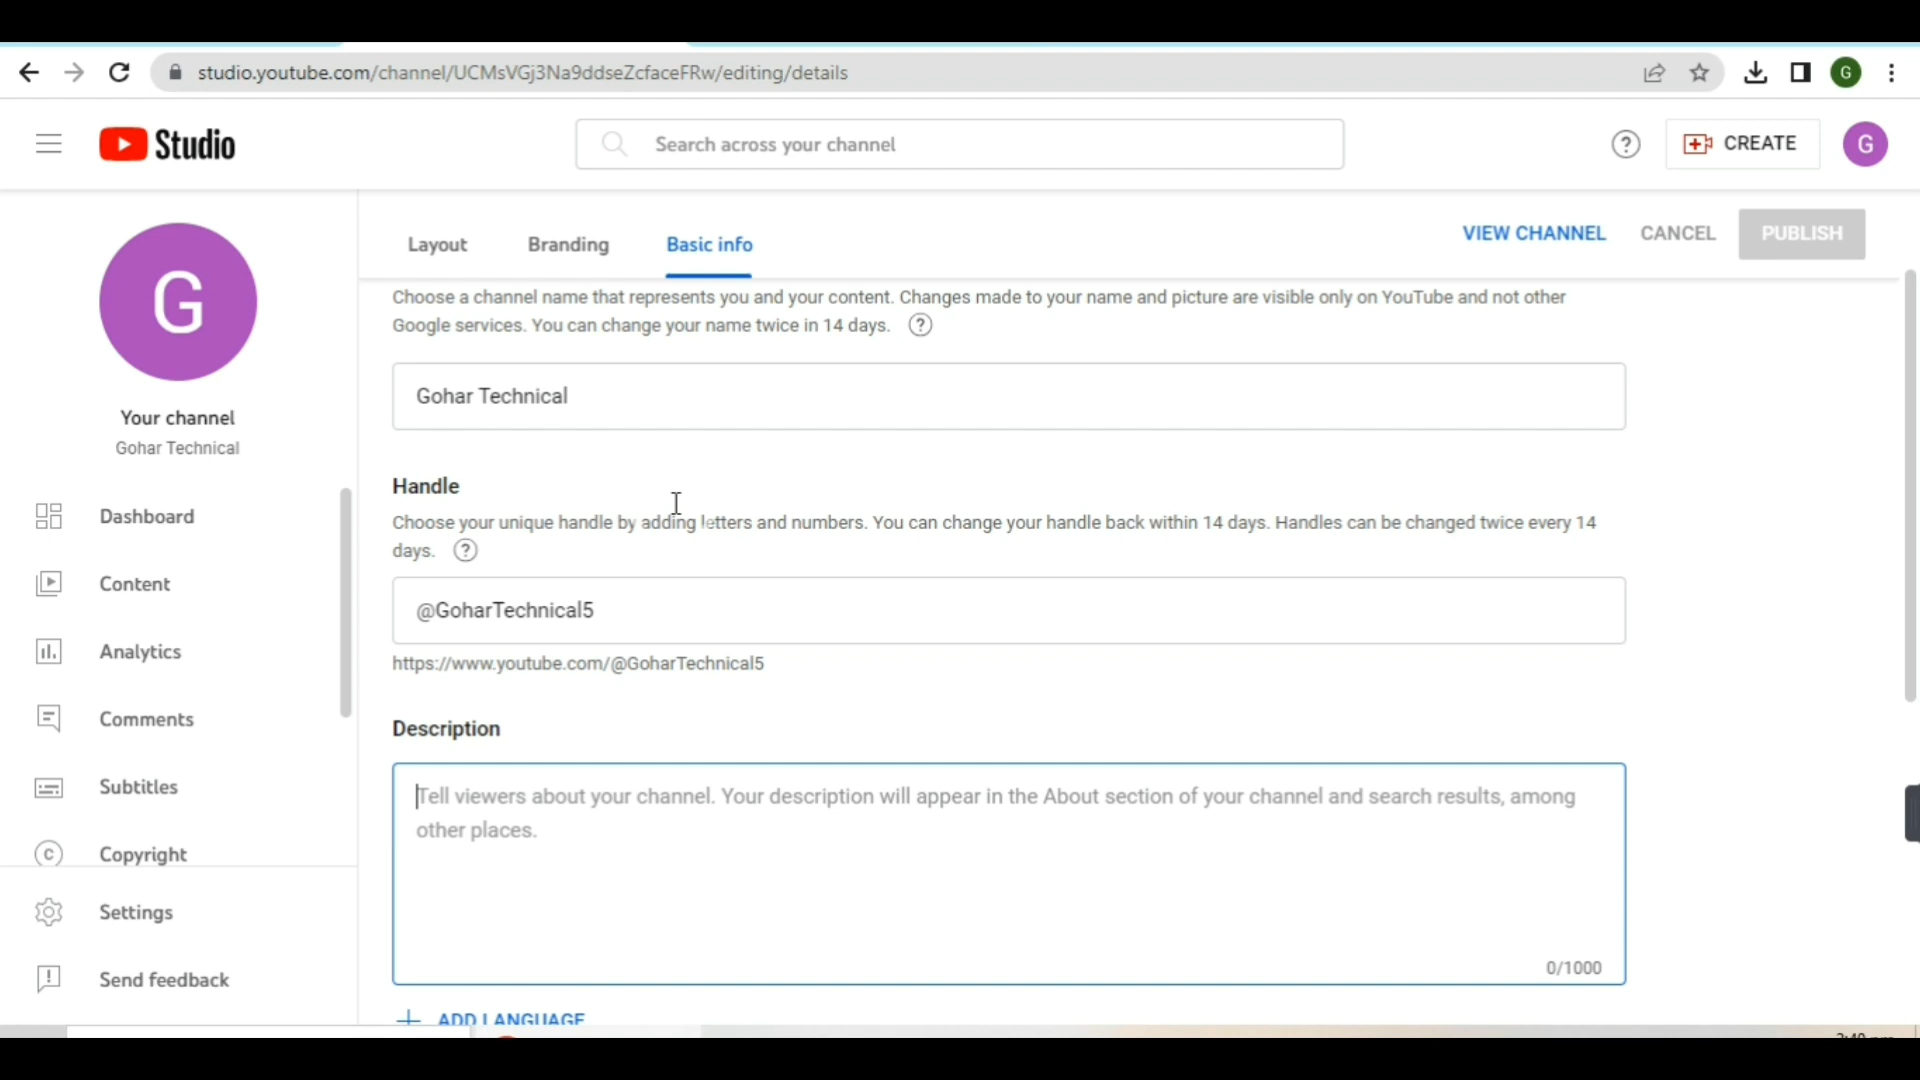 studio.youtube.com/channel/UCMsVGj3Na9ddseZcfaceFRw/editing/details
G
Studio
Search across your channel
?
CREATE
G
G
Your channel
Gohar Technical
Dashboard
Content
Analytics
Comments
Subtitles
Copyright
Settings
Send feedback
Layout
Branding
Basic info
VIEW CHANNEL
CANCEL
PUBLISH
Choose a channel name that represents you and your content. Changes made to your name and picture are visible only on YouTube and not other
Google services. You can change your name twice in 14 days. ?
Gohar Technical
Handle
Choose your unique handle by adding letters and numbers. You can change your handle back within 14 days. Handles can be changed twice every 14
days. ?
@GoharTechnical5
https://www.youtube.com/@GoharTechnical5
Description
Tell viewers about your channel. Your description will appear in the About section of your channel and search results, among
other places.
0/1000
ADD LANGUAGE